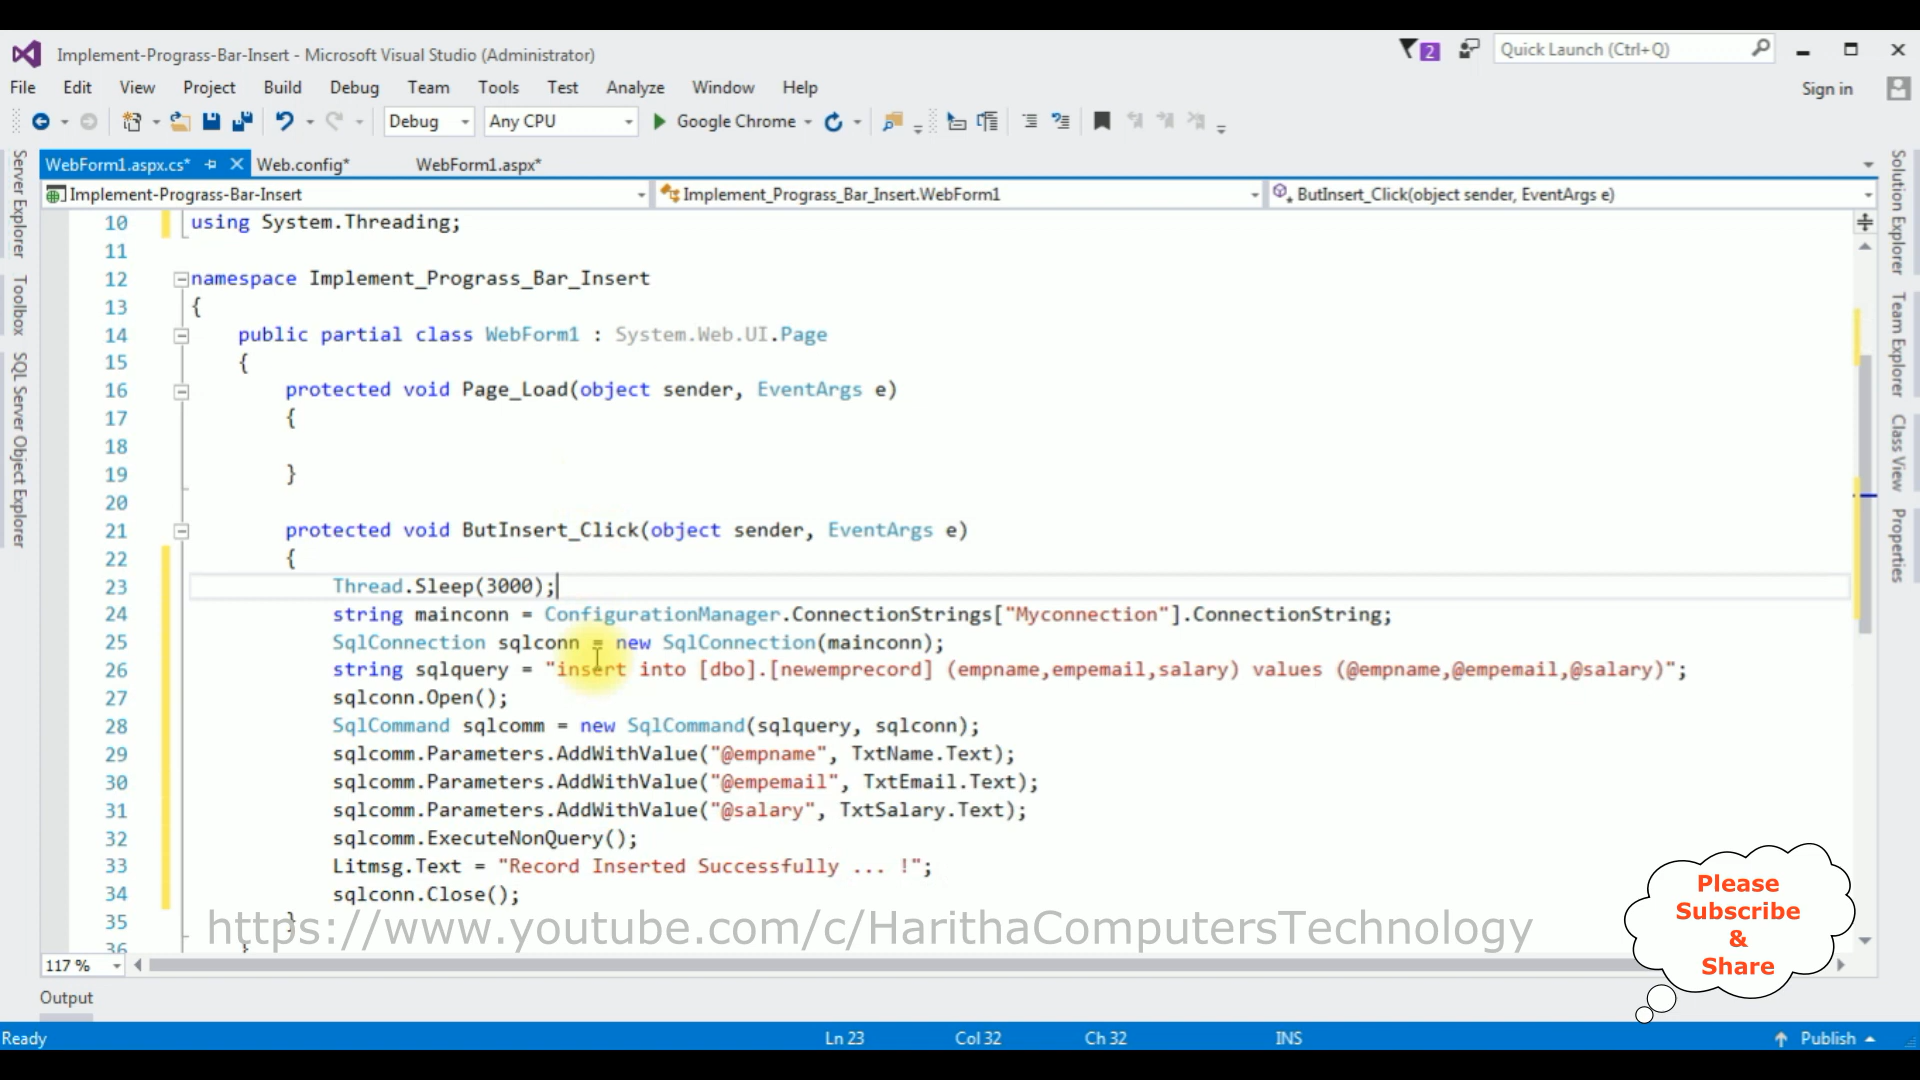 Implement-Prograss-Bar-Insert - Microsoft Visual Studio (Administrator)
2
Quick Launch (Ctrl+Q)
File Edit View Project Build Debug Team Tools Test Analyze Window Help
Sign in
Debug Any CPU Google Chrome
WebForm1.aspx.cs* Web.config* WebForm1.aspx*
Implement-Prograss-Bar-Insert Implement_Prograss_Bar_Insert.WebForm1 ButInsert_Click(object sender, EventArgs e)
Server Explorer
Toolbox
SQL Server Object Explorer
10 using System.Threading;
11
12 namespace Implement_Prograss_Bar_Insert
13 {
14 public partial class WebForm1 : System.Web.UI.Page
15 {
16 protected void Page_Load(object sender, EventArgs e)
17 {
18
19 }
20
21 protected void ButInsert_Click(object sender, EventArgs e)
22 {
23 Thread.Sleep(3000);
24 string mainconn = ConfigurationManager.ConnectionStrings["Myconnection"].ConnectionString;
25 SqlConnection sqlconn = new SqlConnection(mainconn);
26 string sqlquery = "insert into [dbo].[newemprecord] (empname,empemail,salary) values (@empname,@empemail,@salary)";
27 sqlconn.Open();
28 SqlCommand sqlcomm = new SqlCommand(sqlquery, sqlconn);
29 sqlcomm.Parameters.AddWithValue("@empname", TxtName.Text);
30 sqlcomm.Parameters.AddWithValue("@empemail", TxtEmail.Text);
31 sqlcomm.Parameters.AddWithValue("@salary", TxtSalary.Text);
32 sqlcomm.ExecuteNonQuery();
33 Litmsg.Text = "Record Inserted Successfully ... !";
34 sqlconn.Close();
35 }
36 }
https://www.youtube.com/c/HarithaComputersTechnology
Solution Explorer
Team Explorer
Class View
Properties
Please
Subscribe
&
Share
117 %
Output
Ready Ln 23 Col 32 Ch 32 INS Publish